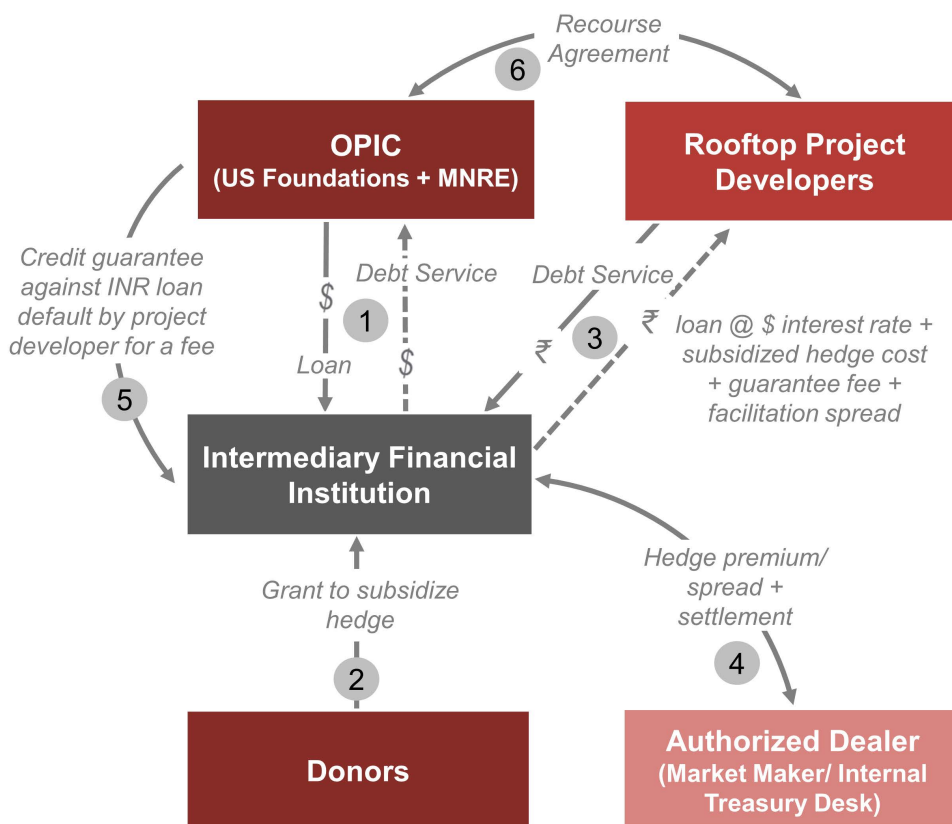 Recourse
Agreement
6
OPIC
(US Foundations + MNRE)
Rooftop Project
Developers
Credit guarantee
against INR loan
default by project
developer for a fee
5
$
Loan
1
Debt Service
$
Debt Service
₹
3
₹
loan @ $ interest rate +
subsidized hedge cost
+ guarantee fee +
facilitation spread
Intermediary Financial
Institution
Grant to subsidize
hedge
2
Hedge premium/
spread +
settlement
4
Donors
Authorized Dealer
(Market Maker/ Internal
Treasury Desk)